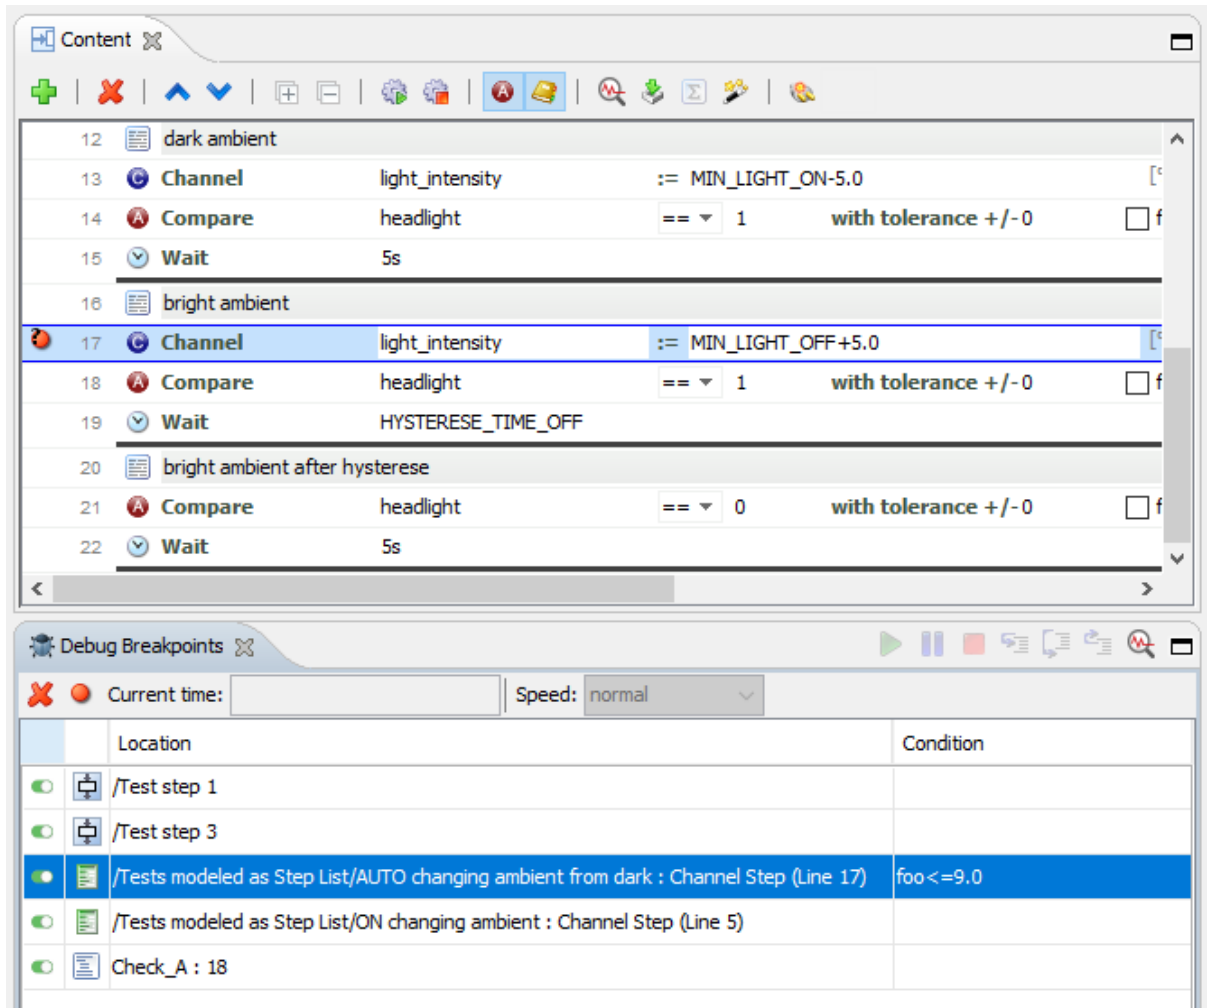 Content
12 dark ambient
13 C Channel light_intensity := MIN_LIGHT_ON-5.0 [°
14 A Compare headlight == 1 with tolerance +/- 0 f
15 Wait 5s
16 bright ambient
17 C Channel light_intensity := MIN_LIGHT_OFF+5.0 [°
18 A Compare headlight == 1 with tolerance +/- 0 f
19 Wait HYSTERESE_TIME_OFF
20 bright ambient after hysterese
21 A Compare headlight == 0 with tolerance +/- 0 f
22 Wait 5s
Debug Breakpoints
Current time: Speed: normal
Location Condition
/Test step 1
/Test step 3
/Tests modeled as Step List/AUTO changing ambient from dark : Channel Step (Line 17) foo<=9.0
/Tests modeled as Step List/ON changing ambient : Channel Step (Line 5)
Check_A : 18